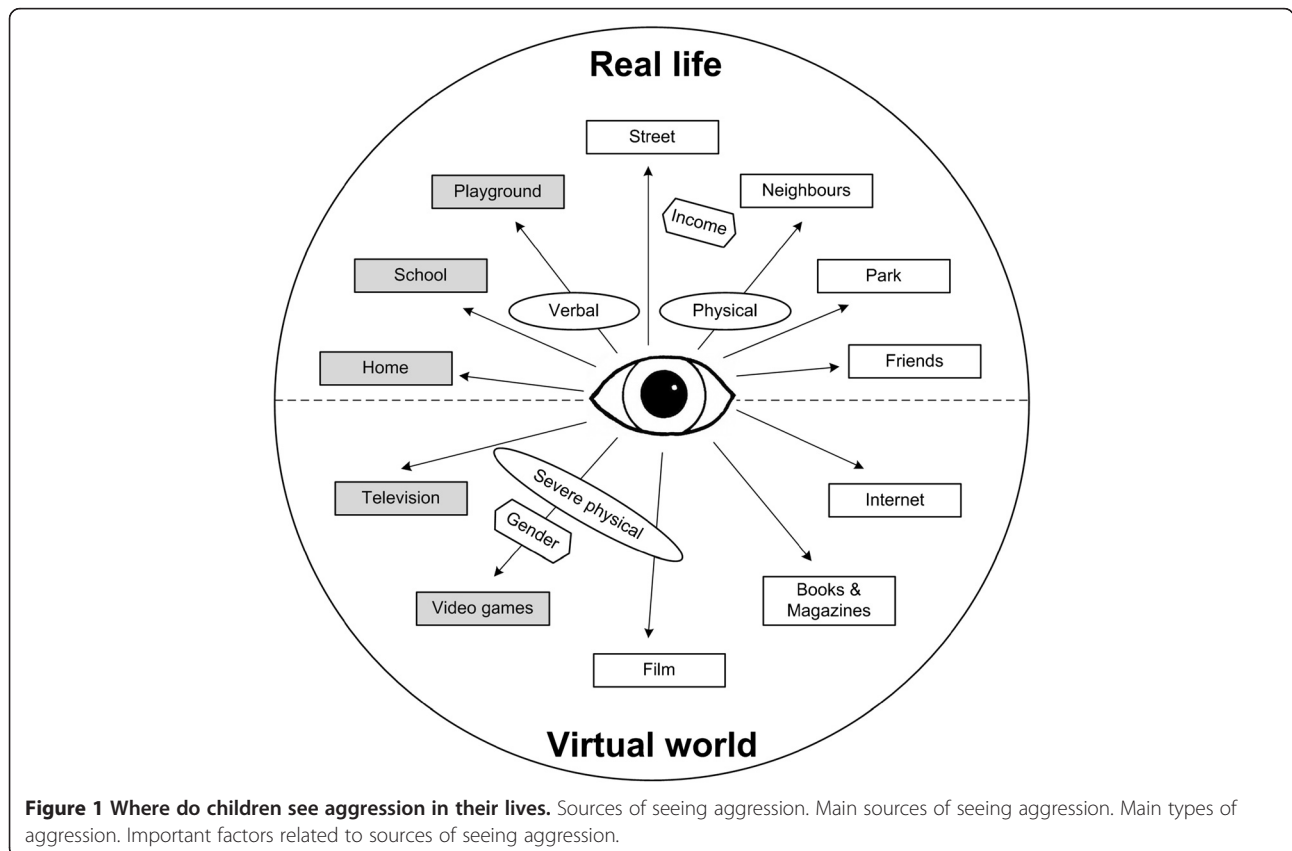 Real life
Street
Playground
Neighbours
Income
School
Park
Verbal
Physical
Home
Friends
Television
Severe physical
Internet
Gender
Video games
Books &
Magazines
Film
Virtual world
Figure 1 Where do children see aggression in their lives. Sources of seeing aggression. Main sources of seeing aggression. Main types of
aggression. Important factors related to sources of seeing aggression.